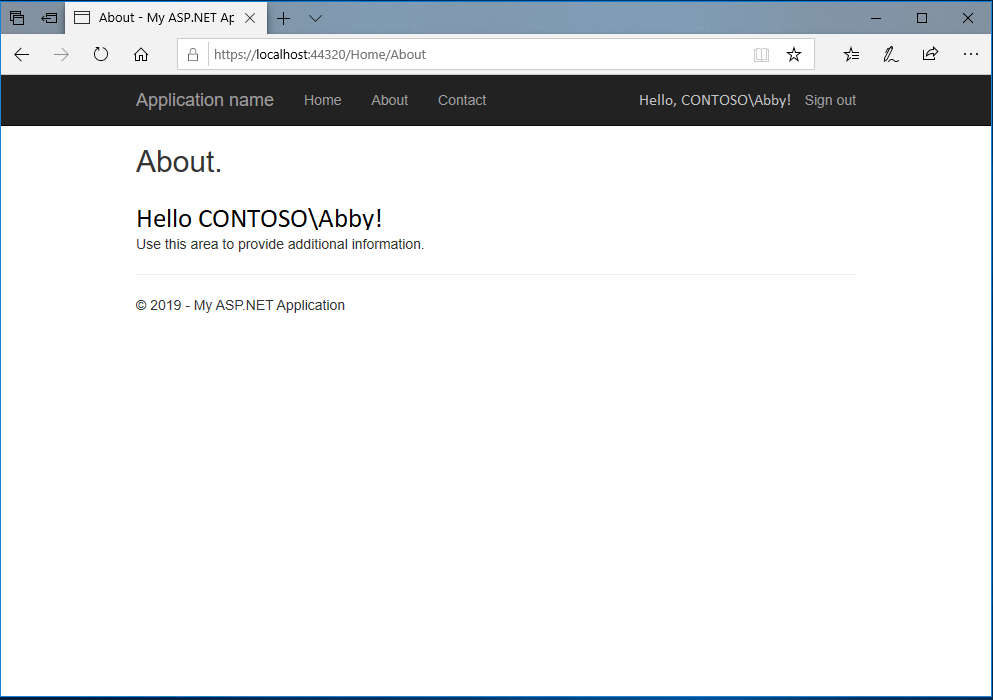 About - My ASP.NET Ap
https://localhost:44320/Home/About
Application name Home About Contact Hello, CONTOSO\Abby! Sign out
About.
Hello CONTOSO\Abby!
Use this area to provide additional information.
© 2019 - My ASP.NET Application